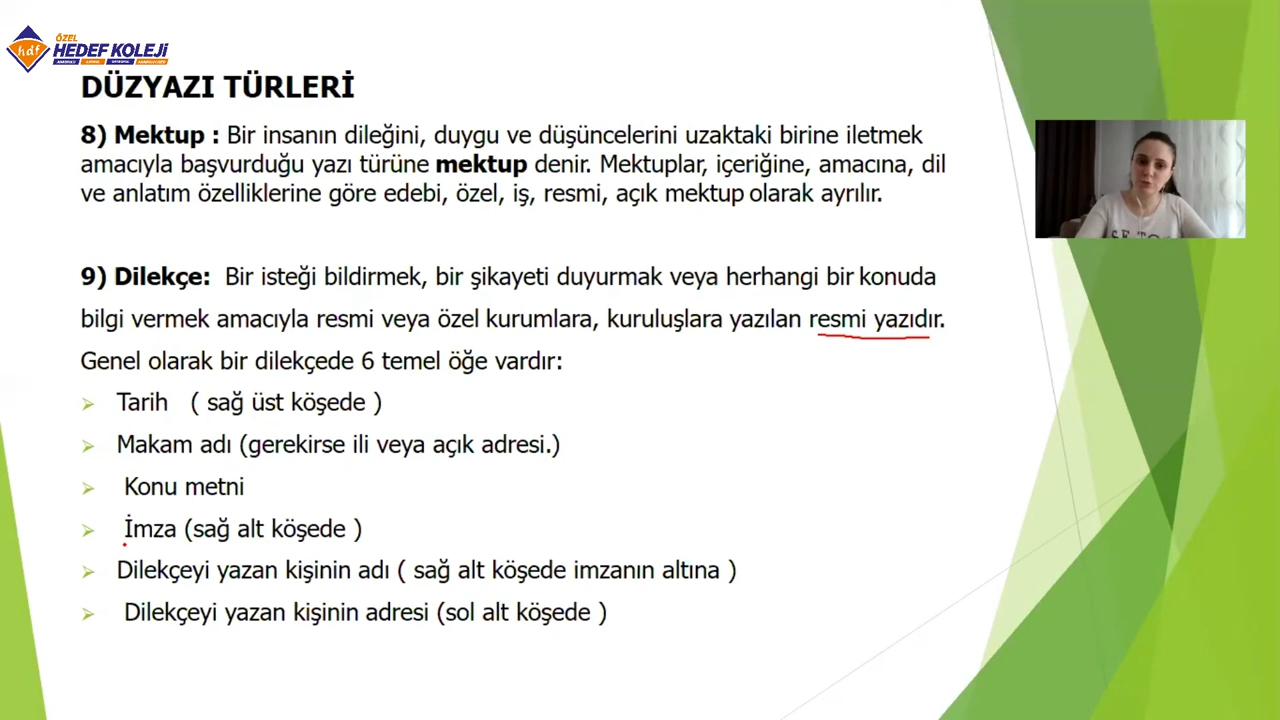 ÖZEL
hdf HEDEF KOLEJİ
DÜZYAZI TÜRLERİ
8) Mektup : Bir insanın dileğini, duygu ve düşüncelerini uzaktaki birine iletmek
amacıyla başvurduğu yazı türüne mektup denir. Mektuplar, içeriğine, amacına, dil
ve anlatım özelliklerine göre edebi, özel, iş, resmi, açık mektup olarak ayrılır.
9) Dilekçe: Bir isteği bildirmek, bir şikayeti duyurmak veya herhangi bir konuda
bilgi vermek amacıyla resmi veya özel kurumlara, kuruluşlara yazılan resmi yazıdır.
Genel olarak bir dilekçede 6 temel öğe vardır:
Tarih ( sağ üst köşede )
Makam adı (gerekirse ili veya açık adresi.)
Konu metni
İmza (sağ alt köşede )
Dilekçeyi yazan kişinin adı ( sağ alt köşede imzanın altına )
Dilekçeyi yazan kişinin adresi (sol alt köşede )